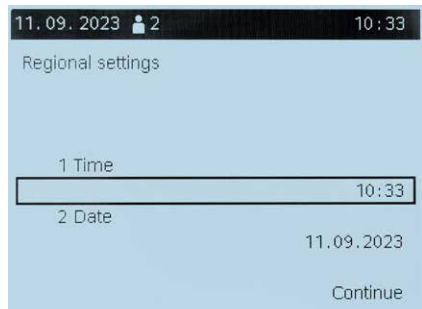 11.09.2023 2 10:33
Regional settings
1 Time
10:33
2 Date
11.09.2023
Continue